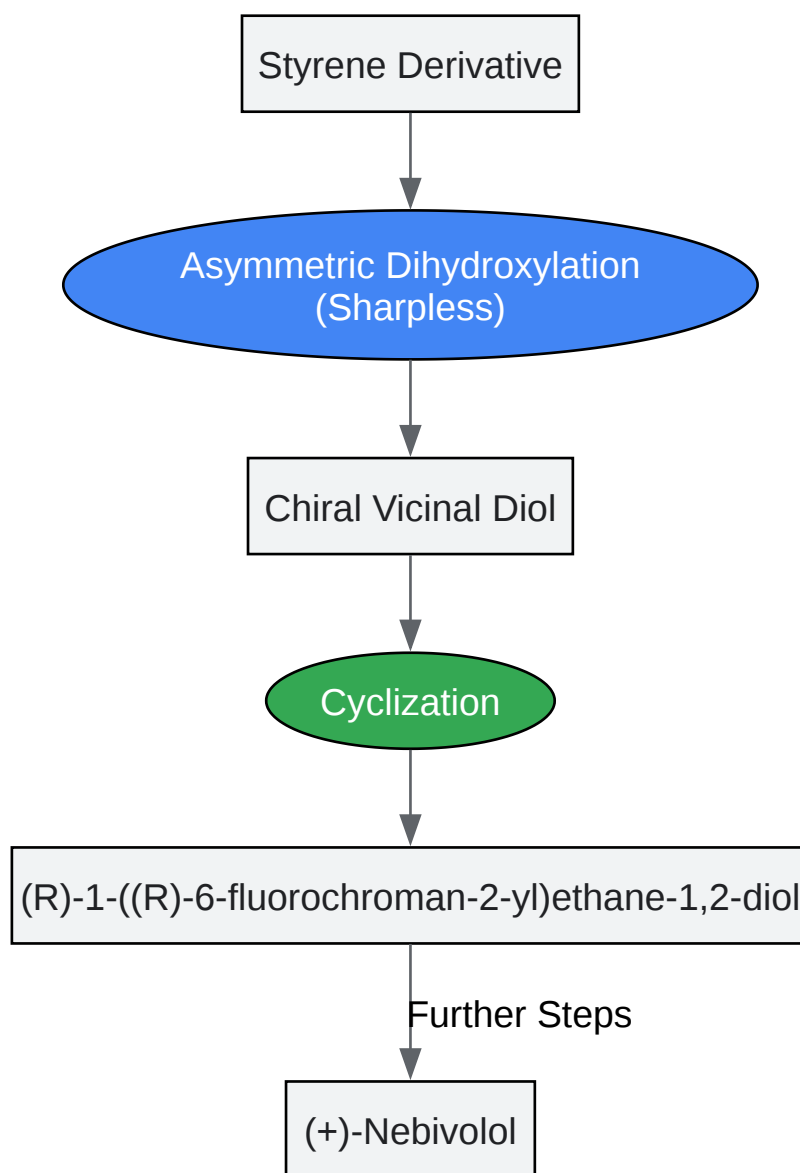 Styrene Derivative
Asymmetric Dihydroxylation
(Sharpless)
Chiral Vicinal Diol
Cyclization
(R)-1-((R)-6-fluorochroman-2-yl)ethane-1,2-diol
Further Steps
(+)-Nebivolol